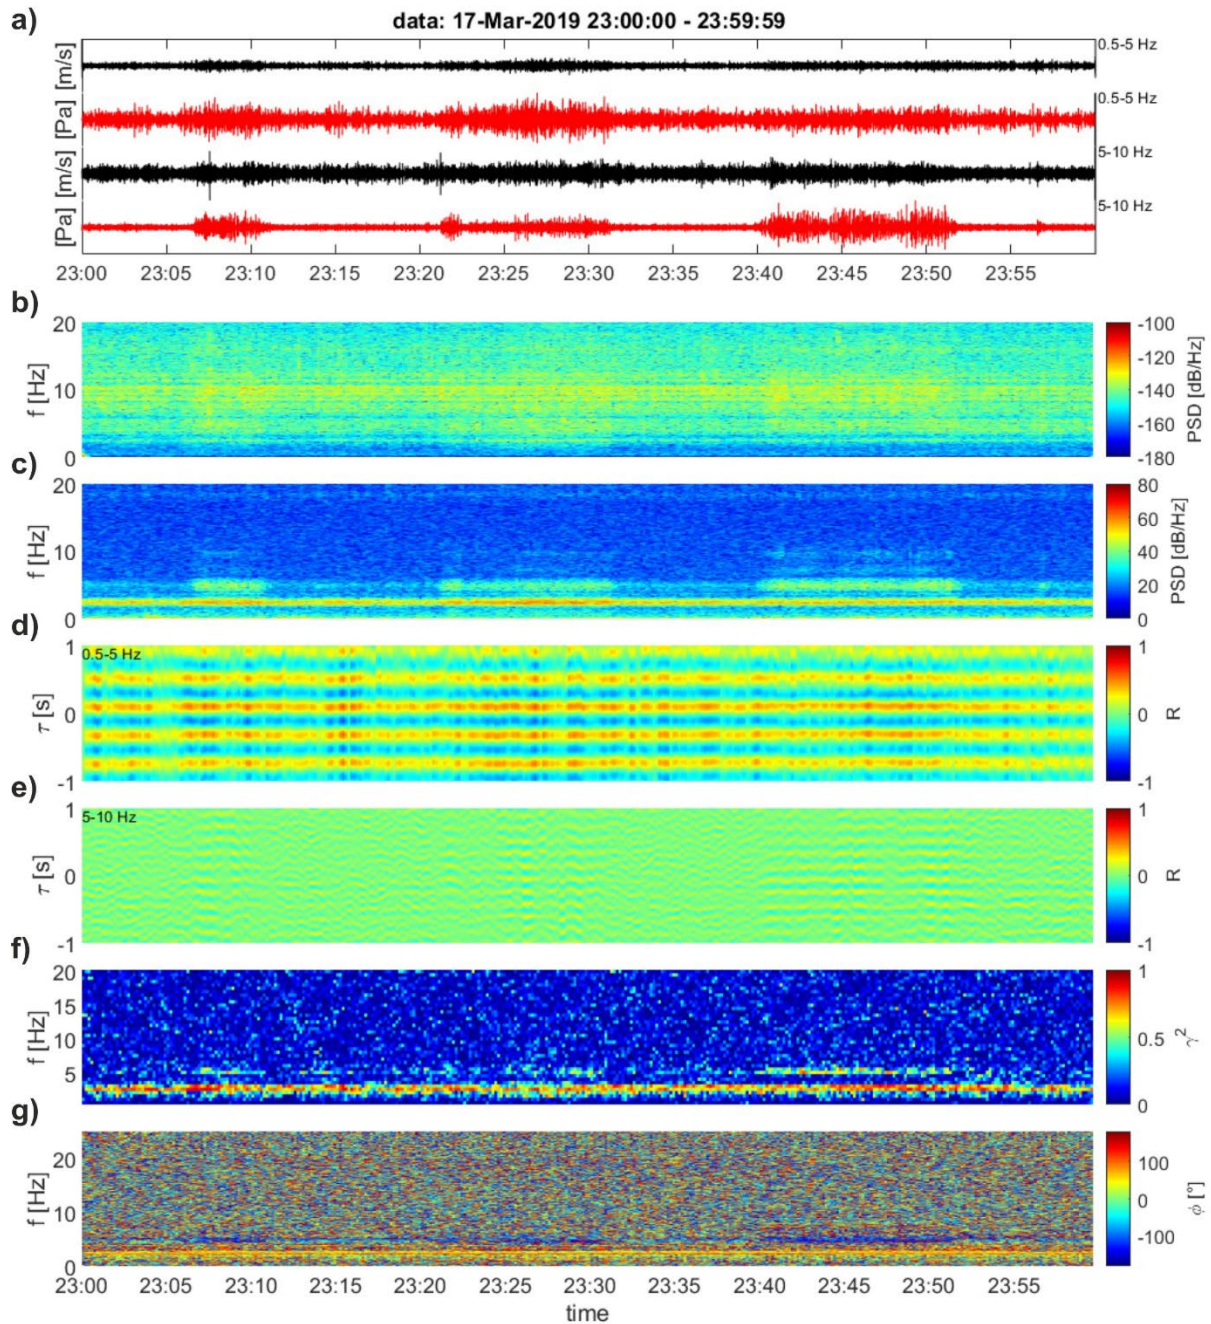 a)
data: 17-Mar-2019 23:00:00 - 23:59:59
[m/s]
0.5-5 Hz
[Pa]
0.5-5 Hz
[m/s]
5-10 Hz
[Pa]
5-10 Hz
23:00 23:05 23:10 23:15 23:20 23:25 23:30 23:35 23:40 23:45 23:50 23:55
b)
20
10
0
f [Hz]
-100
-120
-140
-160
-180
PSD [dB/Hz]
c)
20
10
0
f [Hz]
80
60
40
20
0
PSD [dB/Hz]
d)
0.5-5 Hz
1
0
-1
τ [s]
1
0
-1
R
e)
5-10 Hz
1
0
-1
τ [s]
1
0
-1
R
f)
20
15
10
5
f [Hz]
1
0.5
0
γ²
g)
20
10
0
f [Hz]
100
0
-100
ϕ [°]
23:00 23:05 23:10 23:15 23:20 23:25 23:30 23:35 23:40 23:45 23:50 23:55
time